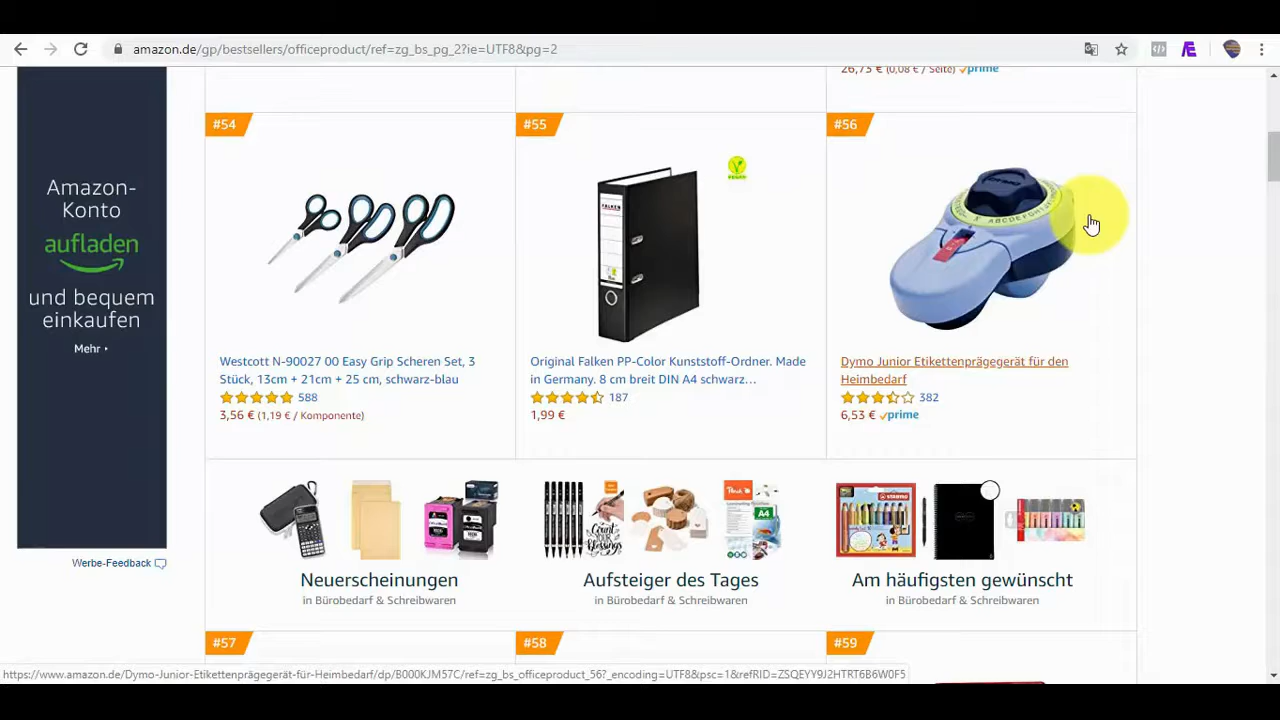 amazon.de/gp/bestsellers/officeproduct/ref=zg_bs_pg_2?ie=UTF8&pg=2
26,73 € (0,08 € / Seite) prime
#54
#55
#56
Amazon-
Konto
aufladen
und bequem
einkaufen
Mehr
VEGAN
FALKEN
Westcott N-90027 00 Easy Grip Scheren Set, 3
Stück, 13cm + 21cm + 25 cm, schwarz-blau
588
3,56 € (1,19 € / Komponente)
Original Falken PP-Color Kunststoff-Ordner. Made
in Germany. 8 cm breit DIN A4 schwarz…
187
1,99 €
Dymo Junior Etikettenprägegerät für den
Heimbedarf
382
6,53 € prime
Werbe-Feedback
Neuerscheinungen
in Bürobedarf & Schreibwaren
Aufsteiger des Tages
in Bürobedarf & Schreibwaren
Am häufigsten gewünscht
in Bürobedarf & Schreibwaren
#57
#58
#59
https://www.amazon.de/Dymo-Junior-Etikettenprägegerät-für-Heimbedarf/dp/B000KJM57C/ref=zg_bs_officeproduct_56?_encoding=UTF8&psc=1&refRID=ZSQEYY9J2HTRT6B6W0F5